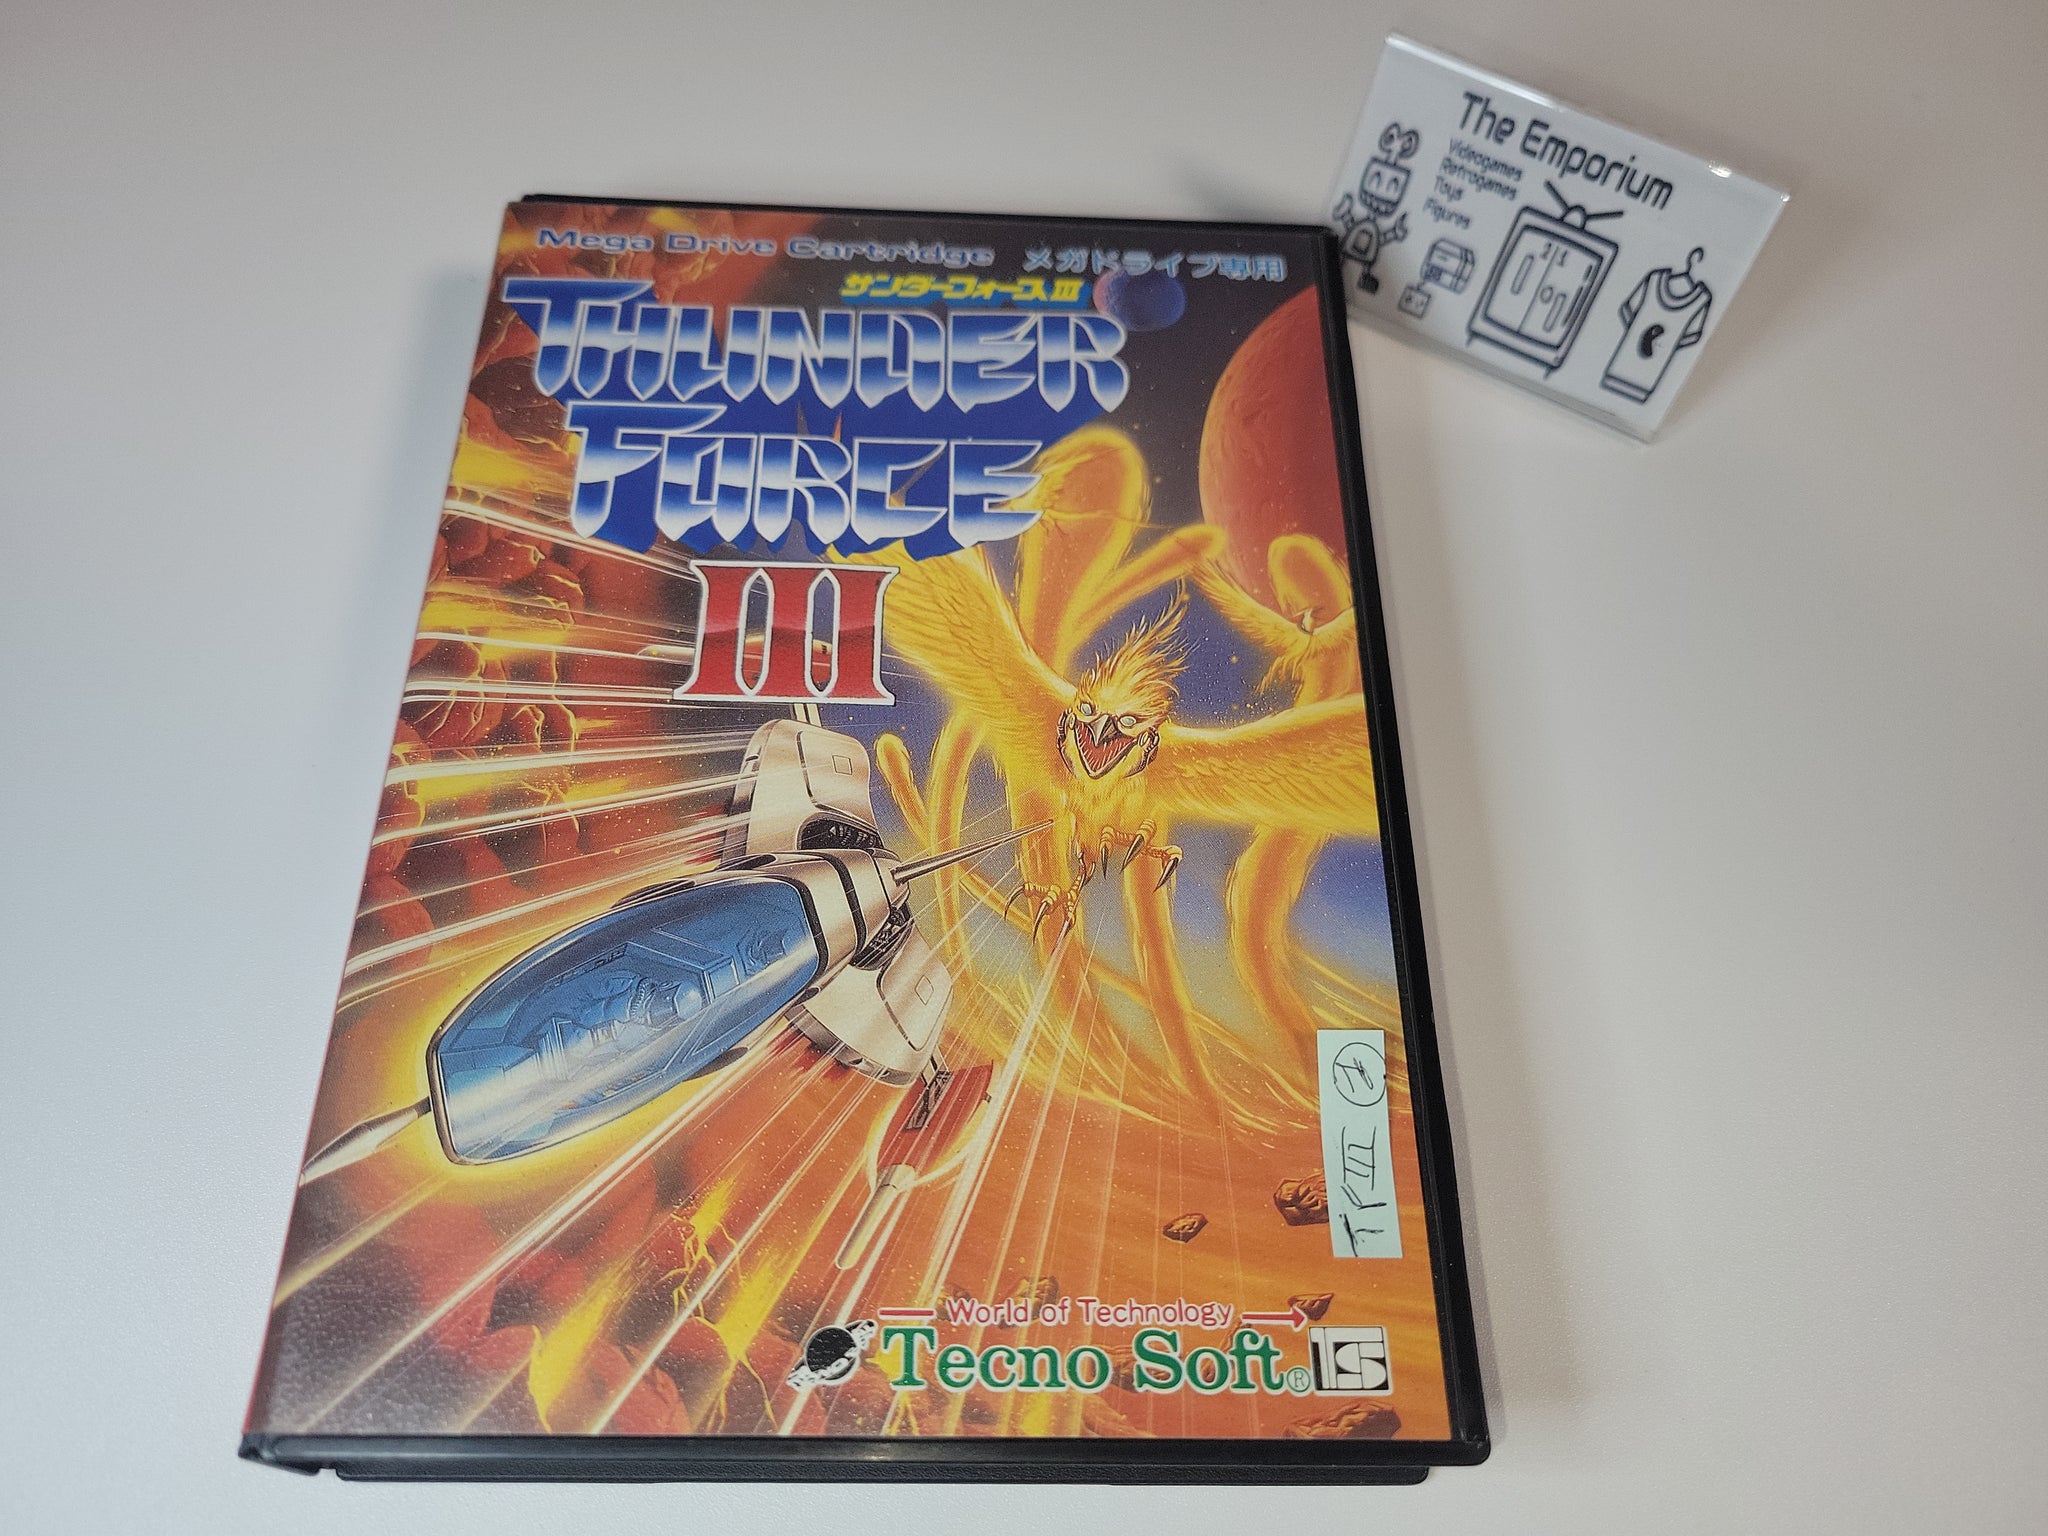 Mega Drive Cartridge メガドライブ専用
サンダーフォースIII
THUNDER
FORCE
III
World of Technology
Tecno Soft®
The Emporium
Videogames
Retrogames
Toys
Figures